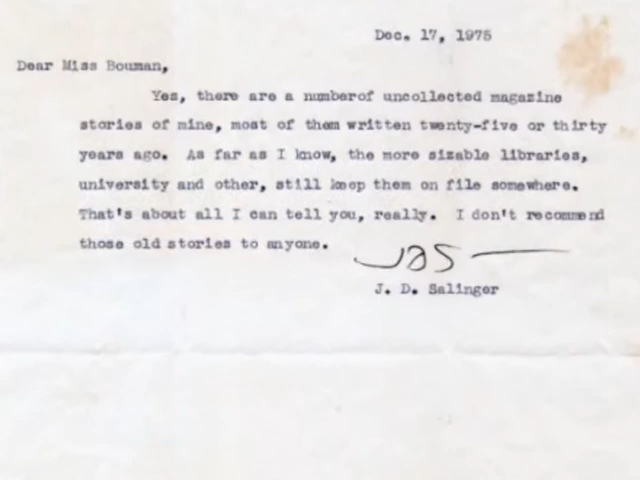 Dec. 17, 1975
Dear Miss Bouman,
Yes, there are a numberof uncollected magazine
stories of mine, most of them written twenty-five or thirty
years ago. As far as I know, the more sizable libraries,
university and other, still keep them on file somewhere.
That's about all I can tell you, really. I don't recommend
those old stories to anyone.
JDS
J. D. Salinger